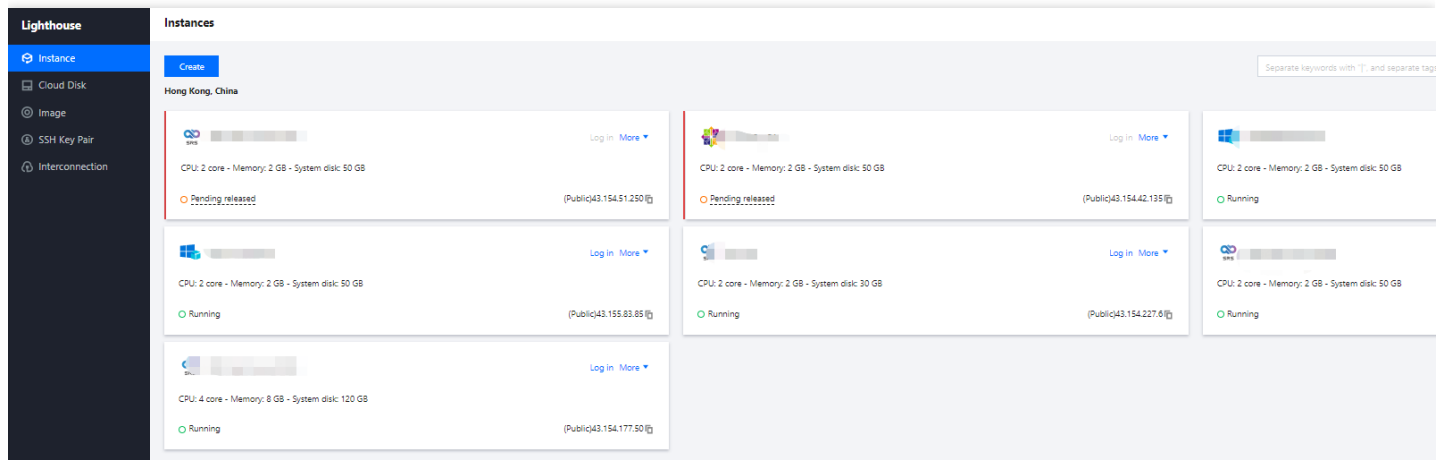 Lighthouse
Instances
Instance
Cloud Disk
Image
SSH Key Pair
Interconnection
Create
Separate keywords with "|", and separate tags
Hong Kong, China
SRS
Log in More
CPU: 2 core - Memory: 2 GB - System disk: 50 GB
Pending released
(Public)43.154.51.250
Log in More
CPU: 2 core - Memory: 2 GB - System disk: 50 GB
Pending released
(Public)43.154.42.135
CPU: 2 core - Memory: 2 GB - System disk: 50 GB
Running
Log in More
CPU: 2 core - Memory: 2 GB - System disk: 50 GB
Running
(Public)43.155.83.85
Log in More
CPU: 2 core - Memory: 2 GB - System disk: 30 GB
Running
(Public)43.154.227.6
SRS
CPU: 2 core - Memory: 2 GB - System disk: 50 GB
Running
Log in More
CPU: 4 core - Memory: 8 GB - System disk: 120 GB
Running
(Public)43.154.177.50